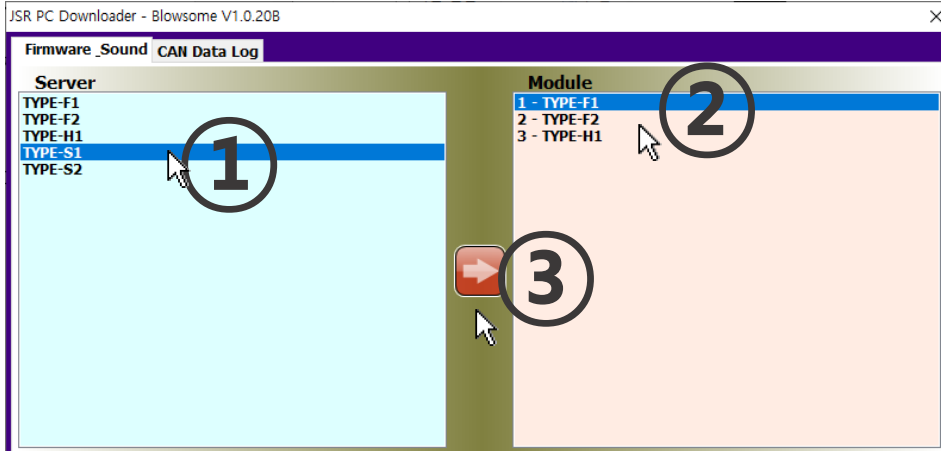 JSR PC Downloader - Blowsome V1.0.20B
Firmware _Sound CAN Data Log
Server
TYPE-F1
TYPE-F2
TYPE-H1
TYPE-S1
TYPE-S2
①
Module
1 - TYPE-F1
2 - TYPE-F2
3 - TYPE-H1
②
③